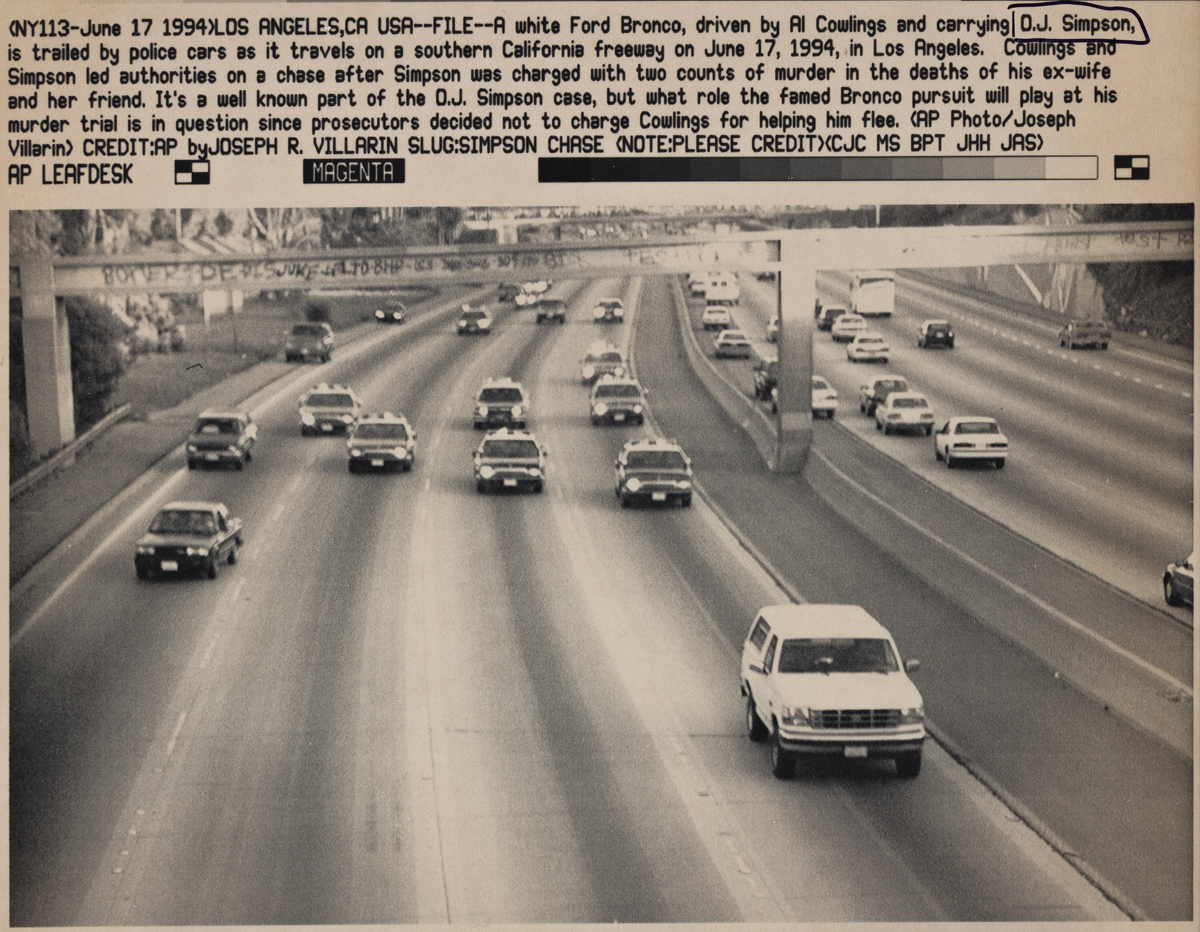 (NY113-June 17 1994)LOS ANGELES,CA USA--FILE--A white Ford Bronco, driven by Al Cowlings and carrying O.J. Simpson,
is trailed by police cars as it travels on a southern California freeway on June 17, 1994, in Los Angeles. Cowlings and
Simpson led authorities on a chase after Simpson was charged with two counts of murder in the deaths of his ex-wife
and her friend. It's a well known part of the O.J. Simpson case, but what role the famed Bronco pursuit will play at his
murder trial is in question since prosecutors decided not to charge Cowlings for helping him flee. (AP Photo/Joseph
Villarin) CREDIT:AP byJOSEPH R. VILLARIN SLUG:SIMPSON CHASE (NOTE:PLEASE CREDIT)(CJC MS BPT JHH JAS)
AP LEAFDESK MAGENTA